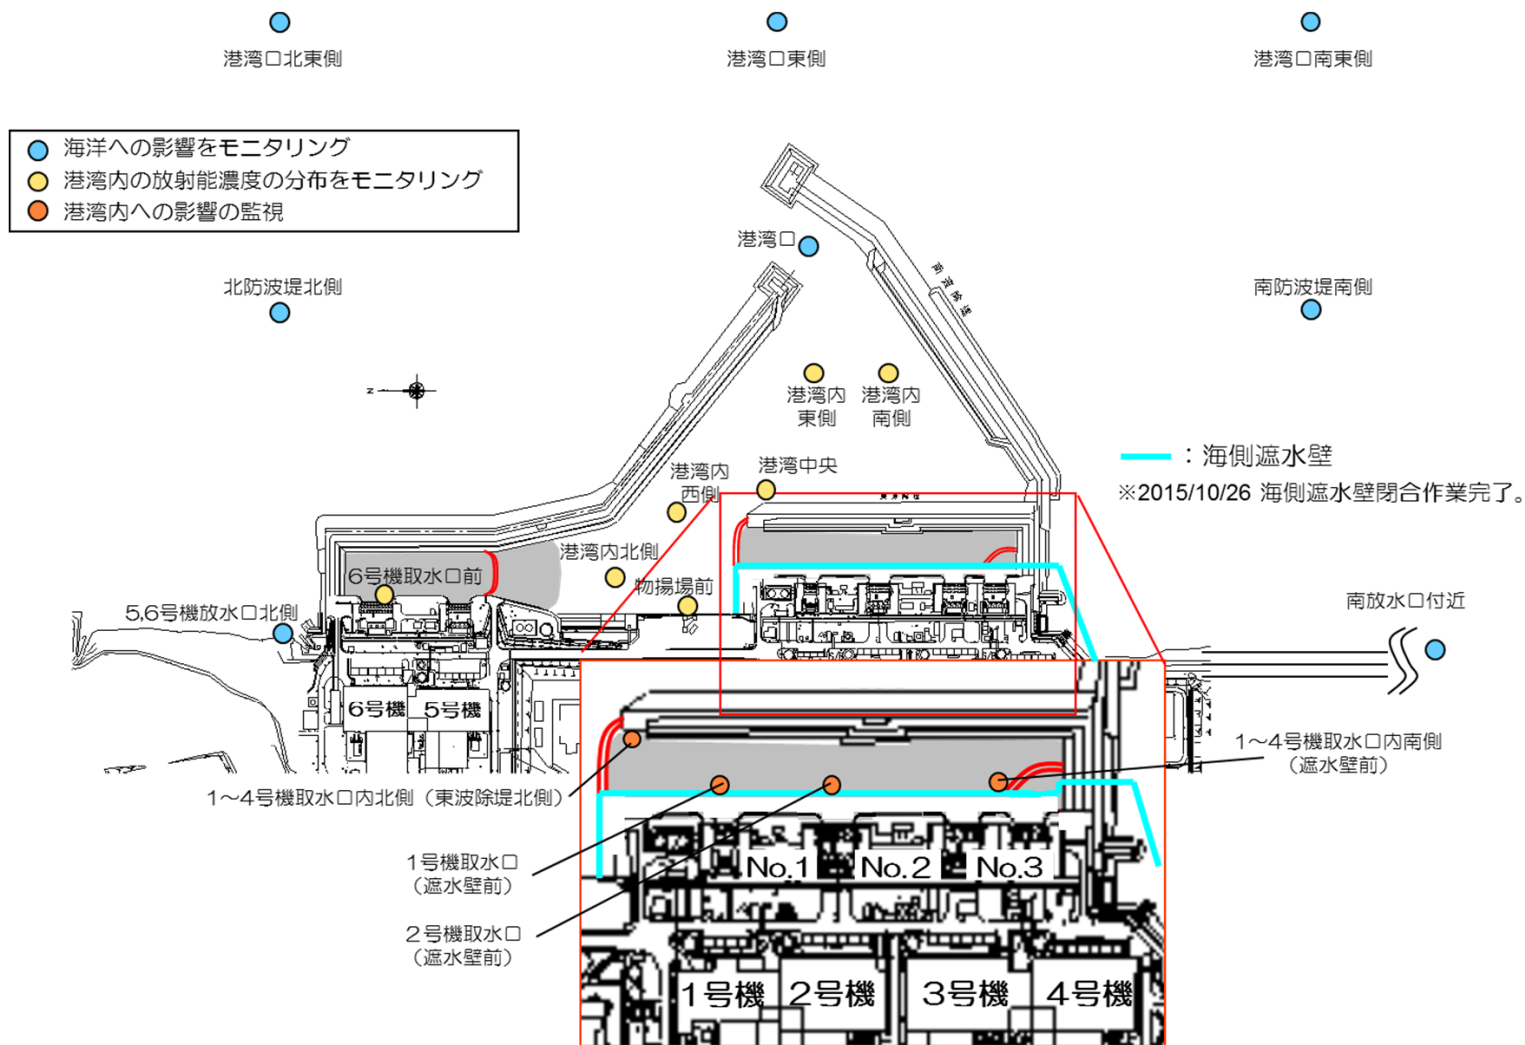 港湾口北東側
港湾口東側
港湾口南東側
海洋への影響をモニタリング
港湾内の放射能濃度の分布をモニタリング
港湾内への影響の監視
港湾口
南波除堤
北防波堤北側
南防波堤南側
N
港湾内
東側
港湾内
南側
港湾中央
港湾内
西側
：海側遮水壁
※2015/10/26 海側遮水壁閉合作業完了。
東波除堤
港湾内北側
6号機取水口前
物揚場前
5,6号機放水口北側
南放水口付近
6号機
5号機
1～4号機取水口内南側
（遮水壁前）
1～4号機取水口内北側（東波除堤北側）
1号機取水口
（遮水壁前）
No.1
No.2
No.3
2号機取水口
（遮水壁前）
1号機
2号機
3号機
4号機